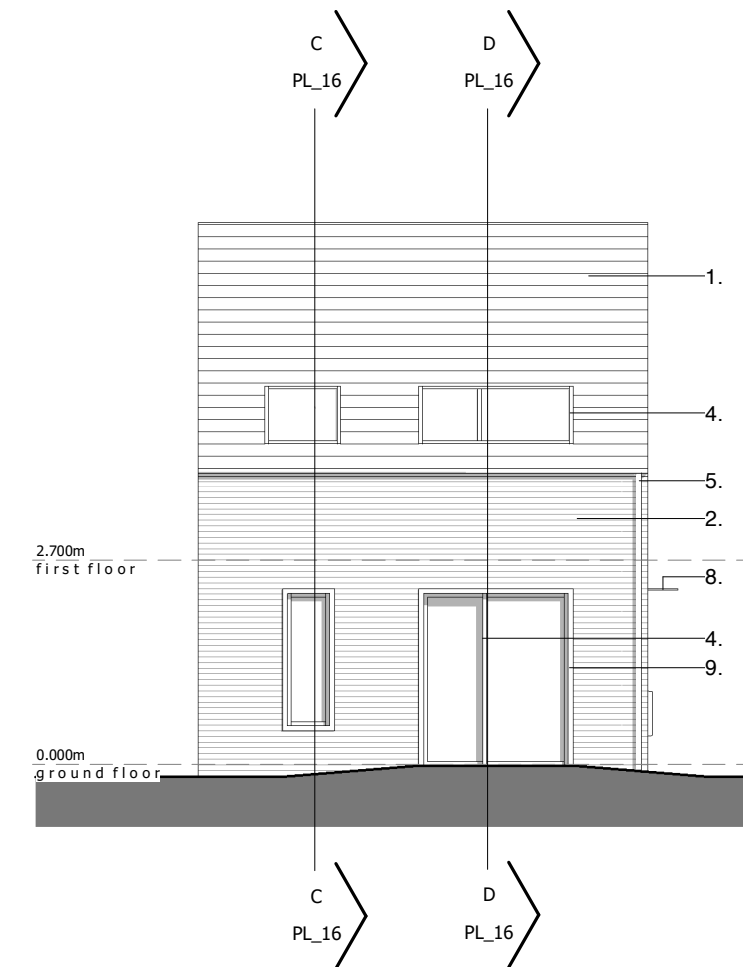 C
D
PL_16
PL_16
1.
4.
5.
2.
2.700m
first floor
8.
4.
9.
0.000m
ground floor
C
D
PL_16
PL_16